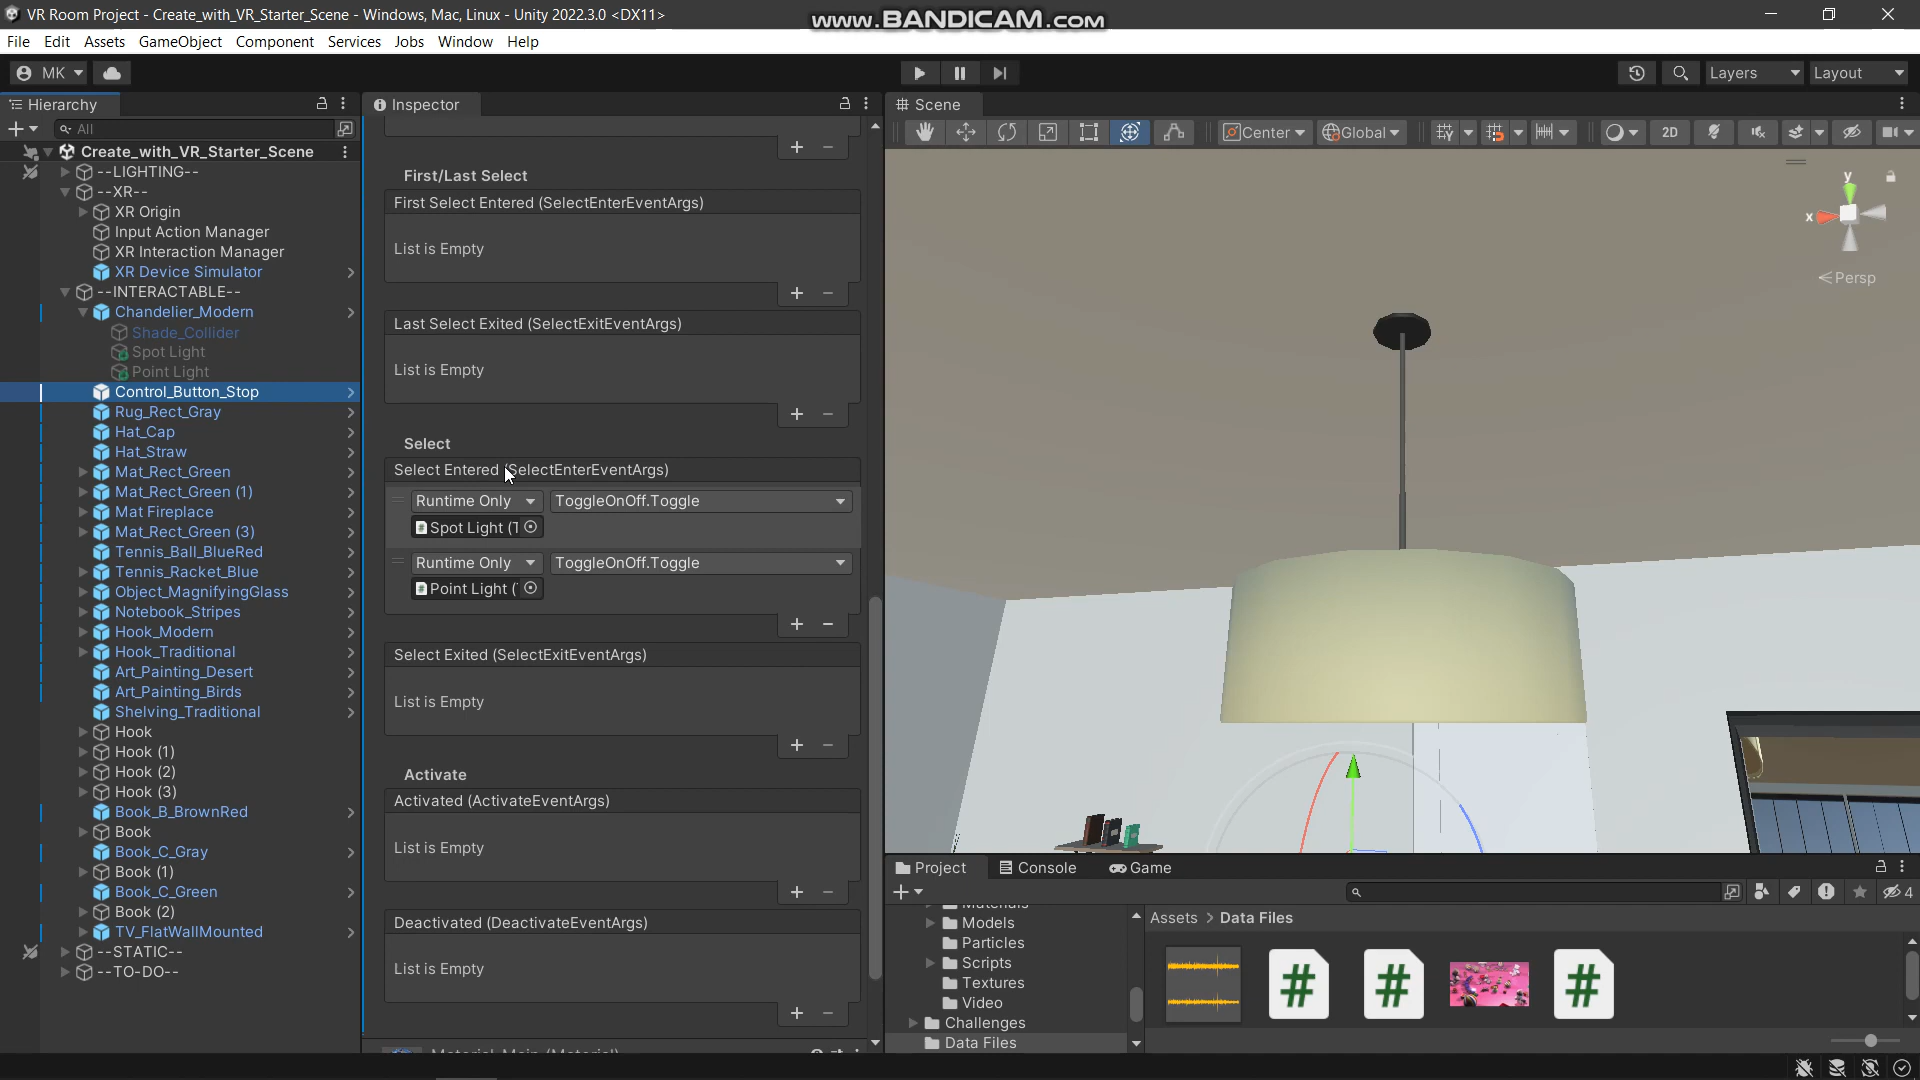 VR Room Project - Create_with_VR_Starter_Scene - Windows, Mac, Linux - Unity 2022.3.0 <DX11>
www.BANDICAM.com
File Edit Assets GameObject Component Services Jobs Window Help
MK
Layers
Layout
Hierarchy
All
Create_with_VR_Starter_Scene
--LIGHTING--
--XR--
XR Origin
Input Action Manager
XR Interaction Manager
XR Device Simulator
--INTERACTABLE--
Chandelier_Modern
Shade_Collider
Spot Light
Point Light
Control_Button_Stop
Rug_Rect_Gray
Hat_Cap
Hat_Straw
Mat_Rect_Green
Mat_Rect_Green (1)
Mat Fireplace
Mat_Rect_Green (3)
Tennis_Ball_BlueRed
Tennis_Racket_Blue
Object_MagnifyingGlass
Notebook_Stripes
Hook_Modern
Hook_Traditional
Art_Painting_Desert
Art_Painting_Birds
Shelving_Traditional
Hook
Hook (1)
Hook (2)
Hook (3)
Book_B_BrownRed
Book
Book_C_Gray
Book (1)
Book_C_Green
Book (2)
TV_FlatWallMounted
--STATIC--
--TO-DO--
Inspector
First/Last Select
First Select Entered (SelectEnterEventArgs)
List is Empty
Last Select Exited (SelectExitEventArgs)
List is Empty
Select
Select Entered (SelectEnterEventArgs)
Runtime Only ToggleOnOff.Toggle
Spot Light (T
Runtime Only ToggleOnOff.Toggle
Point Light (
Select Exited (SelectExitEventArgs)
List is Empty
Activate
Activated (ActivateEventArgs)
List is Empty
Deactivated (DeactivateEventArgs)
List is Empty
Scene
Center Global 2D
y
x
Persp
Project Console Game
4
Models
Particles
Scripts
Textures
Video
Challenges
Data Files
Assets > Data Files